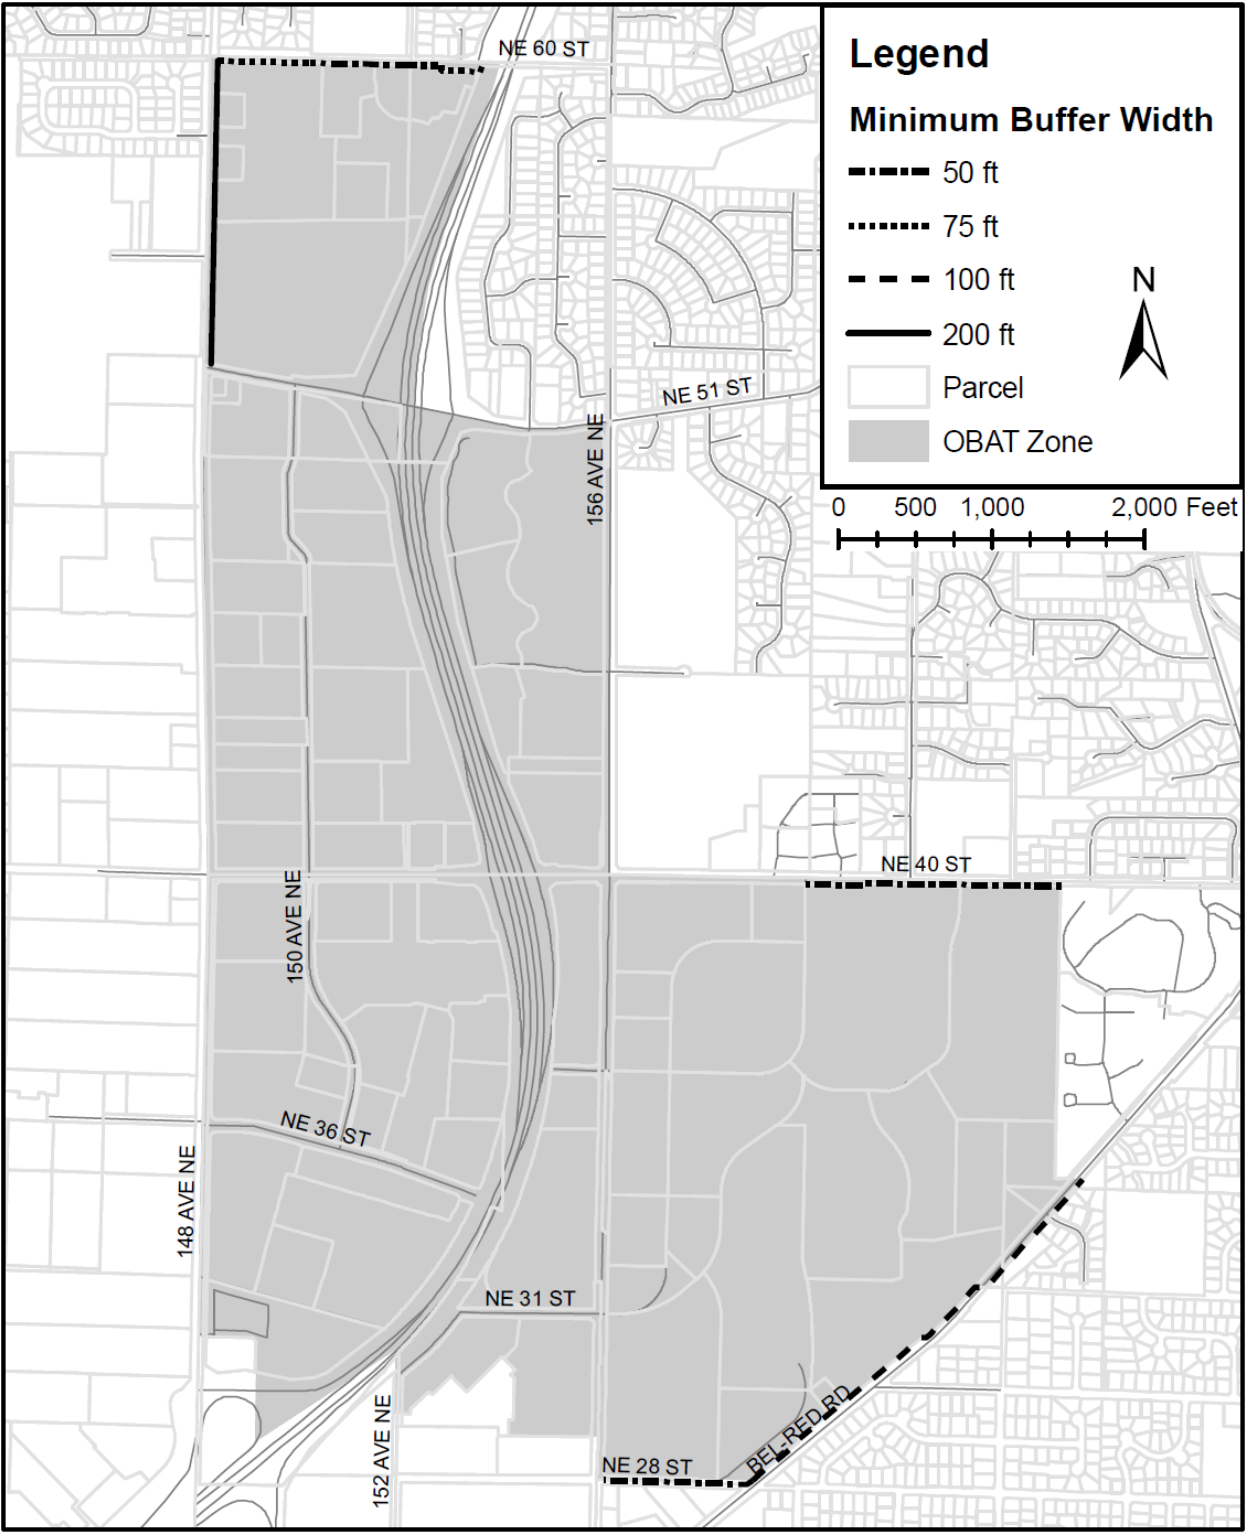 NE 60 ST
Legend
Minimum Buffer Width
50 ft
75 ft
100 ft
200 ft
N
Parcel
OBAT Zone
0 500 1,000 2,000 Feet
NE 51 ST
156 AVE NE
NE 40 ST
150 AVE NE
NE 36 ST
148 AVE NE
NE 31 ST
152 AVE NE
BEL-RED RD
NE 28 ST